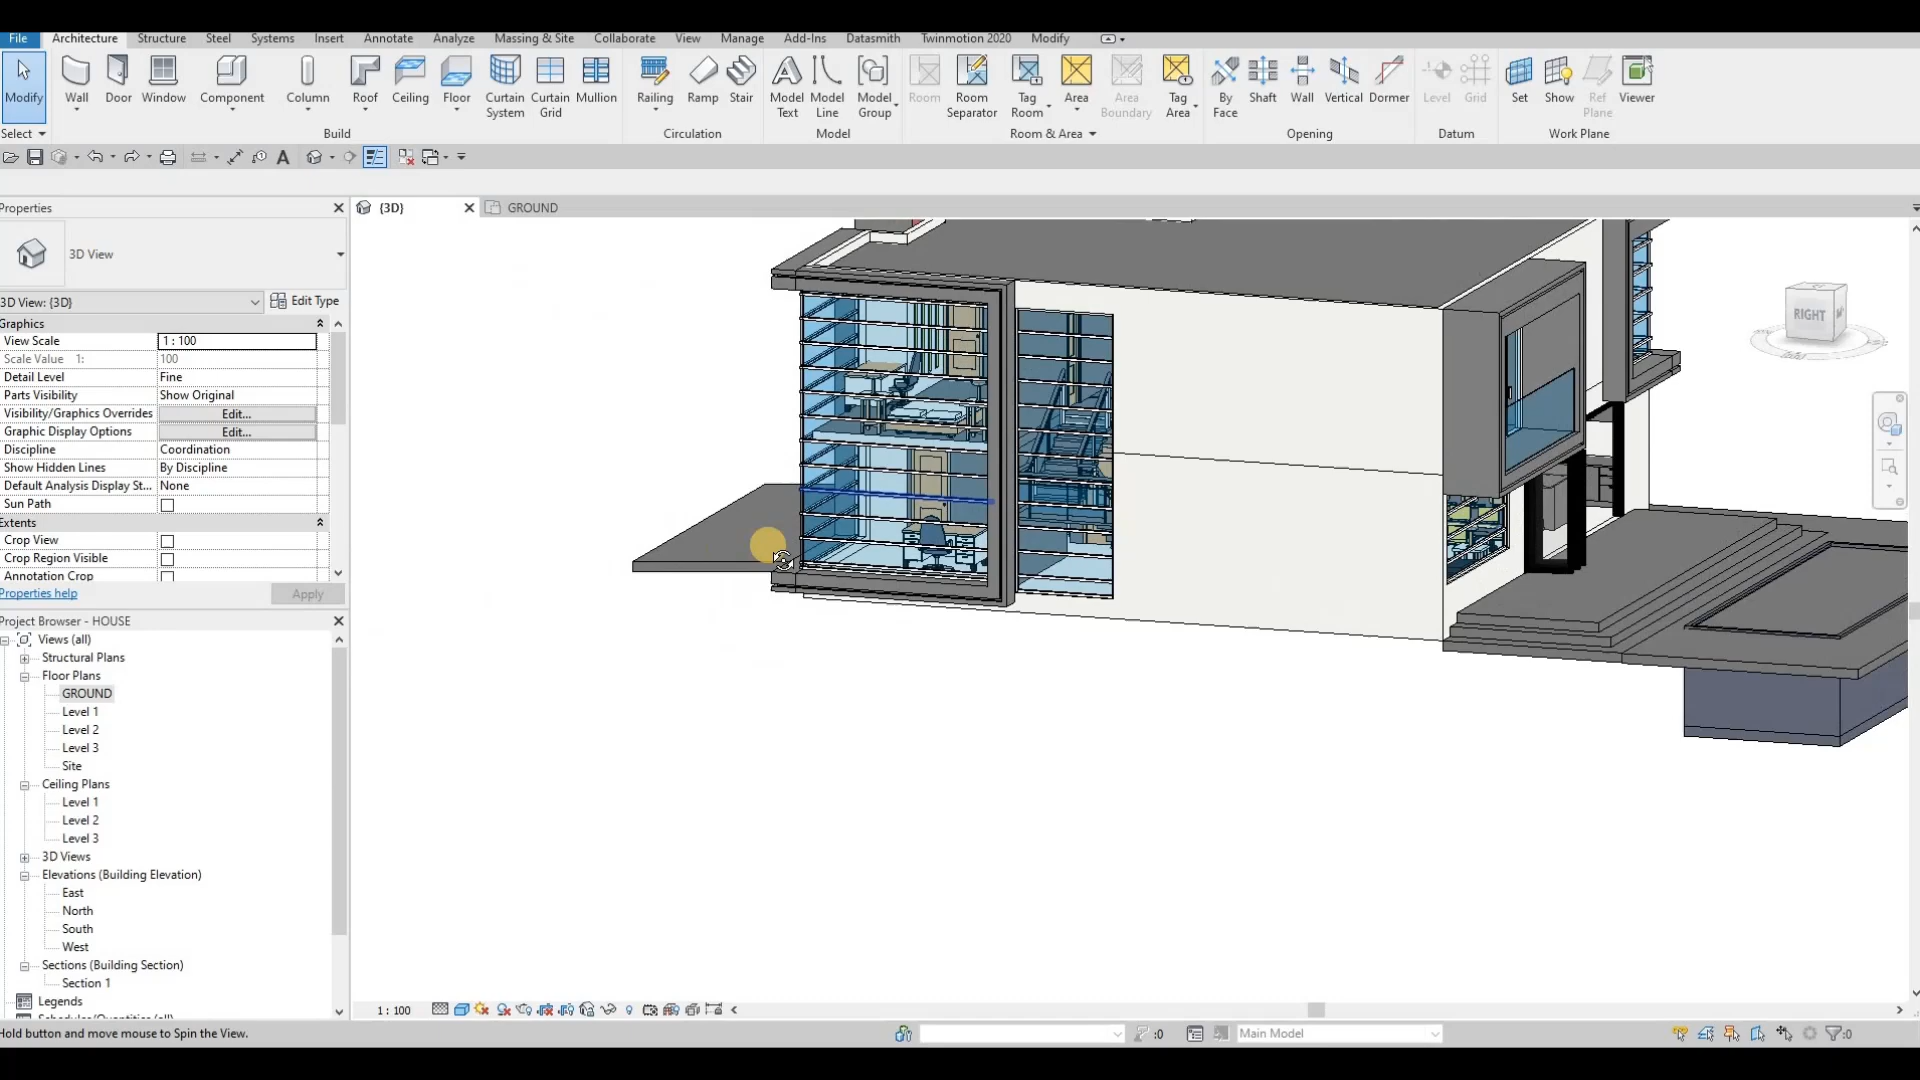 File Architecture Structure Steel Systems Insert Annotate Analyze Massing & Site Collaborate View Manage Add-Ins Datasmith Twinmotion 2020 Modify
Modify Wall Door Window Component Column Roof Ceiling Floor Curtain System Curtain Grid Mullion Railing Ramp Stair Model Text Model Line Model Group Room Room Separator Tag Room Area Area Boundary Tag Area By Face Shaft Wall Vertical Dormer Level Grid Set Show Ref Plane Viewer
Select Build Circulation Model Room & Area Opening Datum Work Plane
Properties
{3D} GROUND
3D View
3D View: {3D} Edit Type
Graphics
View Scale 1 : 100
Scale Value 1: 100
Detail Level Fine
Parts Visibility Show Original
Visibility/Graphics Overrides Edit...
Graphic Display Options Edit...
Discipline Coordination
Show Hidden Lines By Discipline
Default Analysis Display St... None
Sun Path
Extents
Crop View
Crop Region Visible
Annotation Crop
Properties help Apply
RIGHT
Project Browser - HOUSE
Views (all)
Structural Plans
Floor Plans
GROUND
Level 1
Level 2
Level 3
Site
Ceiling Plans
Level 1
Level 2
Level 3
3D Views
Elevations (Building Elevation)
East
North
South
West
Sections (Building Section)
Section 1
Legends
1 : 100
Hold button and move mouse to Spin the View.
:0
Main Model
:0